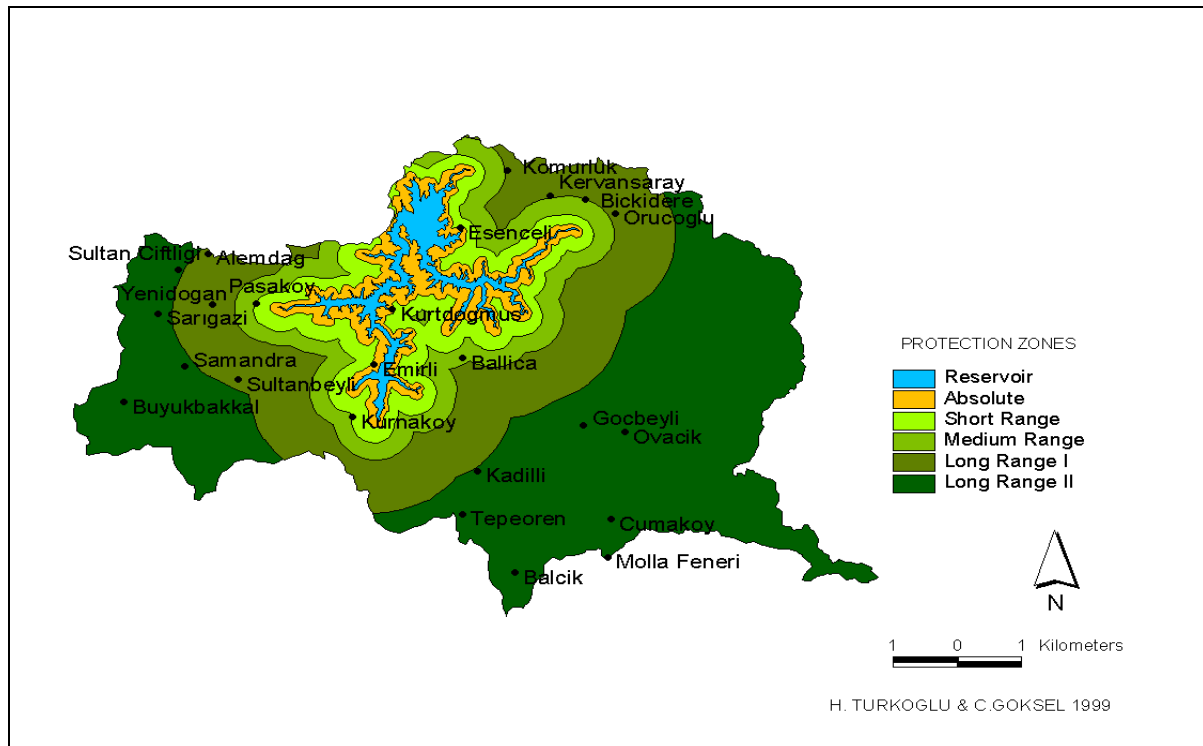 Komurluk
Kervansaray
Bickidere
Orucoglu
Esenceli
Sultan Ciftligi
Alemdag
Yenidogan
Pasakoy
Sarıgazi
Kurtdogmus
Samandra
Sultanbeyli
Emirli
Ballica
Buyukbakkal
Kurnakoy
Gocbeyli
Ovacik
Kadilli
Tepeoren
Cumakoy
Molla Feneri
Balcik
PROTECTION ZONES
Reservoir
Absolute
Short Range
Medium Range
Long Range I
Long Range II
N
1 0 1 Kilometers
H. TURKOGLU & C.GOKSEL 1999